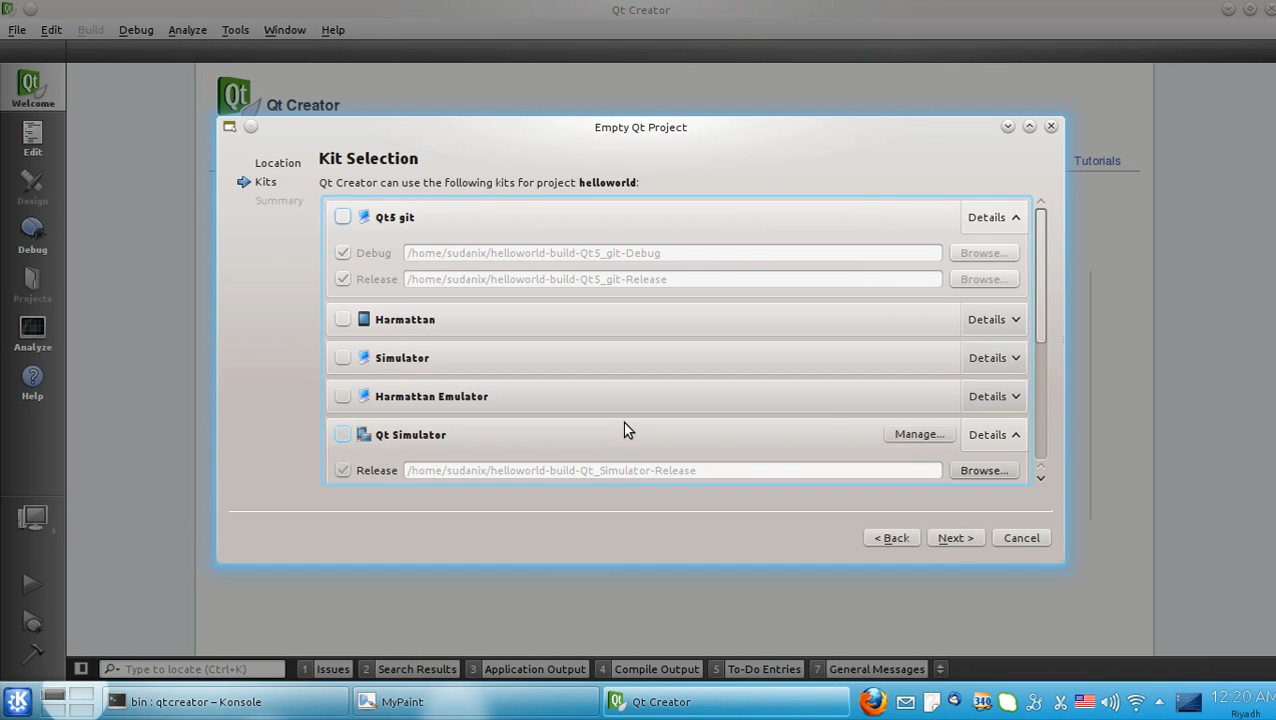 Qt Creator
File Edit Build Debug Analyze Tools Window Help
Qt
Welcome
Edit
Design
Debug
Projects
Analyze
Help
Qt Qt Creator
Tutorials
Empty Qt Project
Location
Kits
Summary
Kit Selection
Qt Creator can use the following kits for project helloworld:
Qt5 git Details
Debug /home/sudanix/helloworld-build-Qt5_git-Debug Browse...
Release /home/sudanix/helloworld-build-Qt5_git-Release Browse...
Harmattan Details
Simulator Details
Harmattan Emulator Details
Qt Simulator Manage... Details
Release /home/sudanix/helloworld-build-Qt_Simulator-Release Browse...
< Back Next > Cancel
Type to locate (Ctrl+K) 1 Issues 2 Search Results 3 Application Output 4 Compile Output 5 To-Do Entries 7 General Messages
bin : qtcreator – Konsole MyPaint Qt Creator 340 12:20 AM
Riyadh